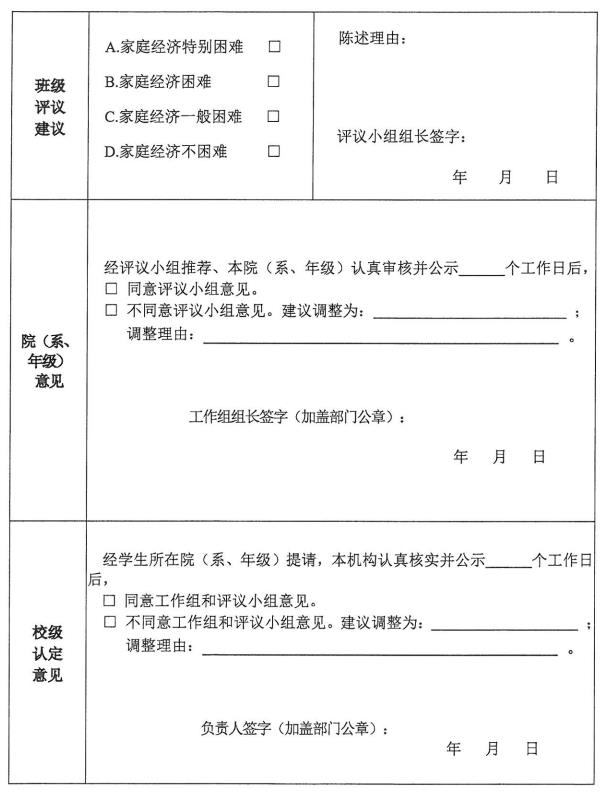 班级
评议
建议
A.家庭经济特别困难 □
B.家庭经济困难 □
C.家庭经济一般困难 □
D.家庭经济不困难 □
陈述理由：
评议小组组长签字：
年 月 日
院（系、
年级）
意见
经评议小组推荐、本院（系、年级）认真审核并公示______个工作日后，
□ 同意评议小组意见。
□ 不同意评议小组意见。建议调整为：________________________；
调整理由：____________________________________________。
工作组组长签字（加盖部门公章）：
年 月 日
校级
认定
意见
经学生所在院（系、年级）提请，本机构认真核实并公示______个工作日
后，
□ 同意工作组和评议小组意见。
□ 不同意工作组和评议小组意见。建议调整为：__________________；
调整理由：____________________________________________。
负责人签字（加盖部门公章）：
年 月 日